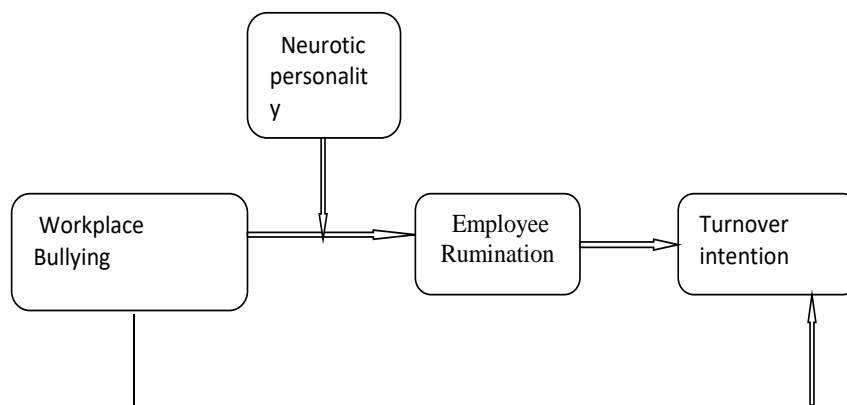 Neurotic
personalit
y
Workplace
Bullying
Employee
Rumination
Turnover
intention